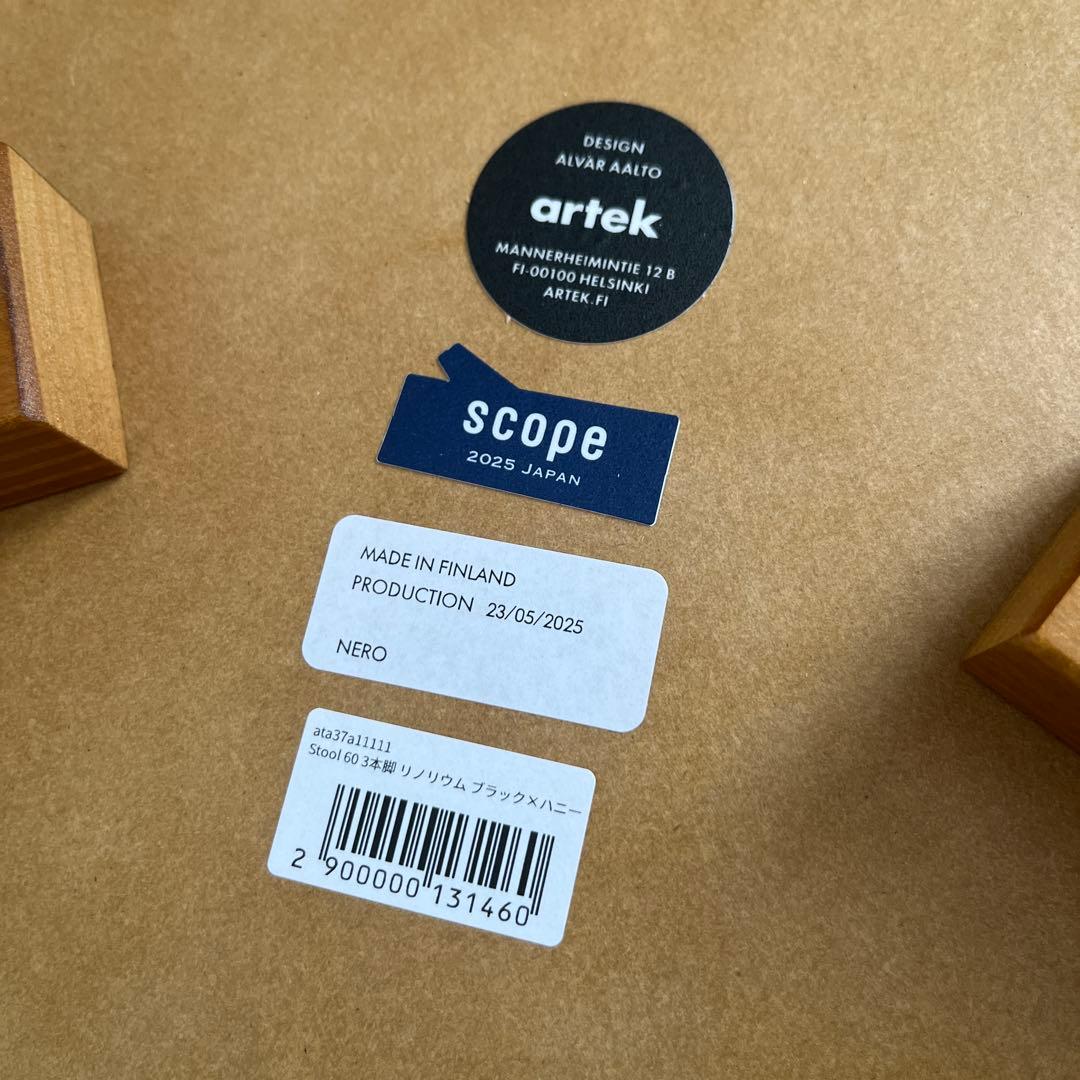 DESIGN
ALVAR AALTO
artek
MANNERHEIMINTIE 12 B
FI-00100 HELSINKI
ARTEK.FI
scope
2025 JAPAN
MADE IN FINLAND
PRODUCTION 23/05/2025
NERO
ata37a11111
Stool 60 3本脚 リノリウム ブラック×ハニー
2 900000 131460